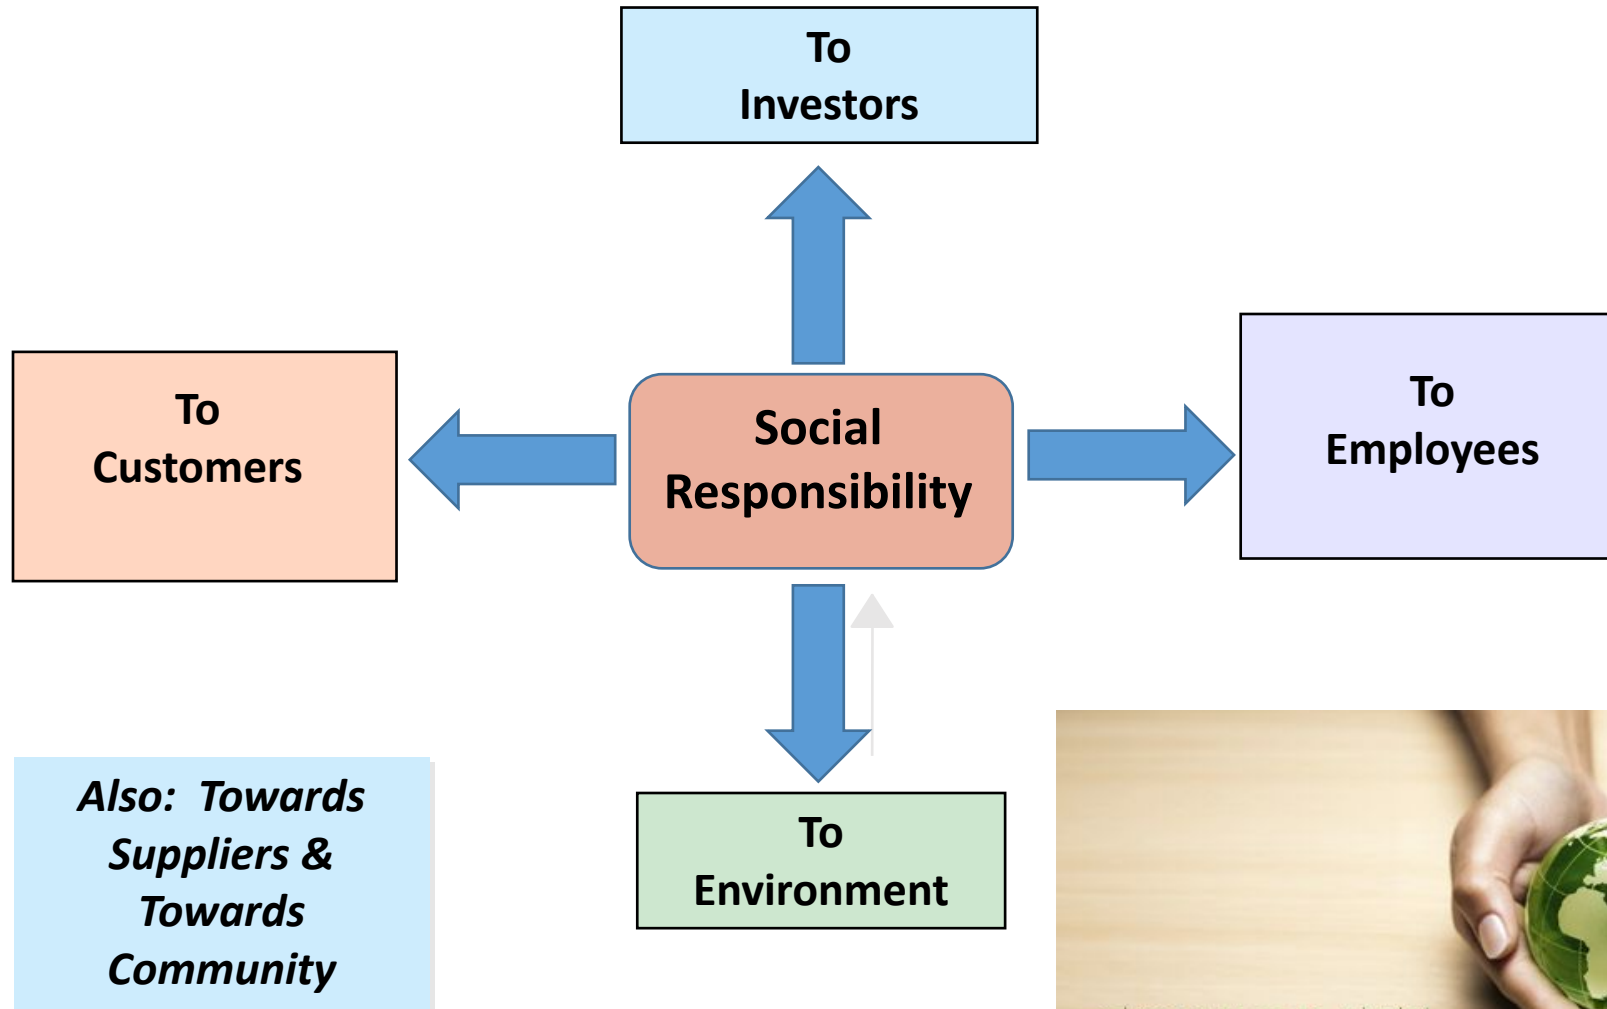 To
Investors
To
Customers
Social
Responsibility
To
Employees
To
Environment
Also:  Towards
Suppliers &
Towards
Community